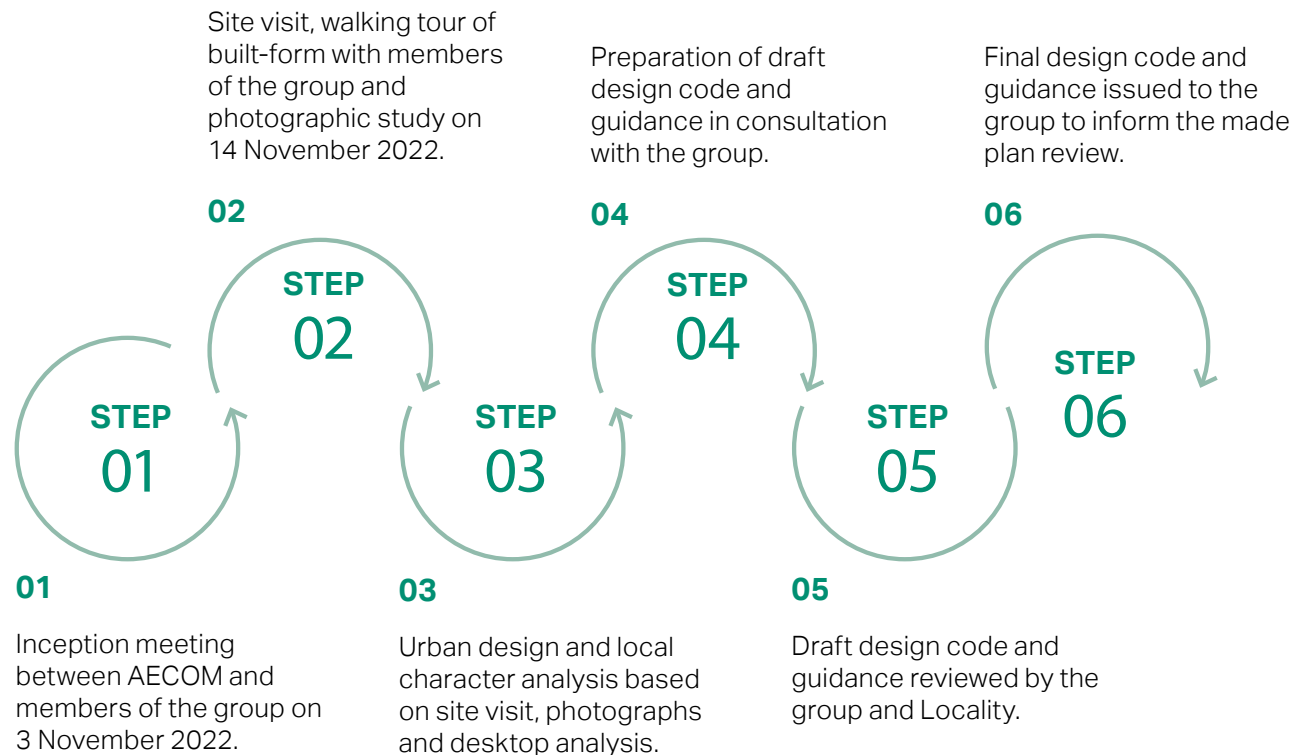 Site visit, walking tour of
built-form with members
of the group and
photographic study on
14 November 2022.
02
STEP
02
Preparation of draft
design code and
guidance in consultation
with the group.
04
STEP
04
Final design code and
guidance issued to the
group to inform the made
plan review.
06
STEP
06
STEP
01
01
Inception meeting
between AECOM and
members of the group on
3 November 2022.
STEP
03
03
Urban design and local
character analysis based
on site visit, photographs
and desktop analysis.
STEP
05
05
Draft design code and
guidance reviewed by the
group and Locality.